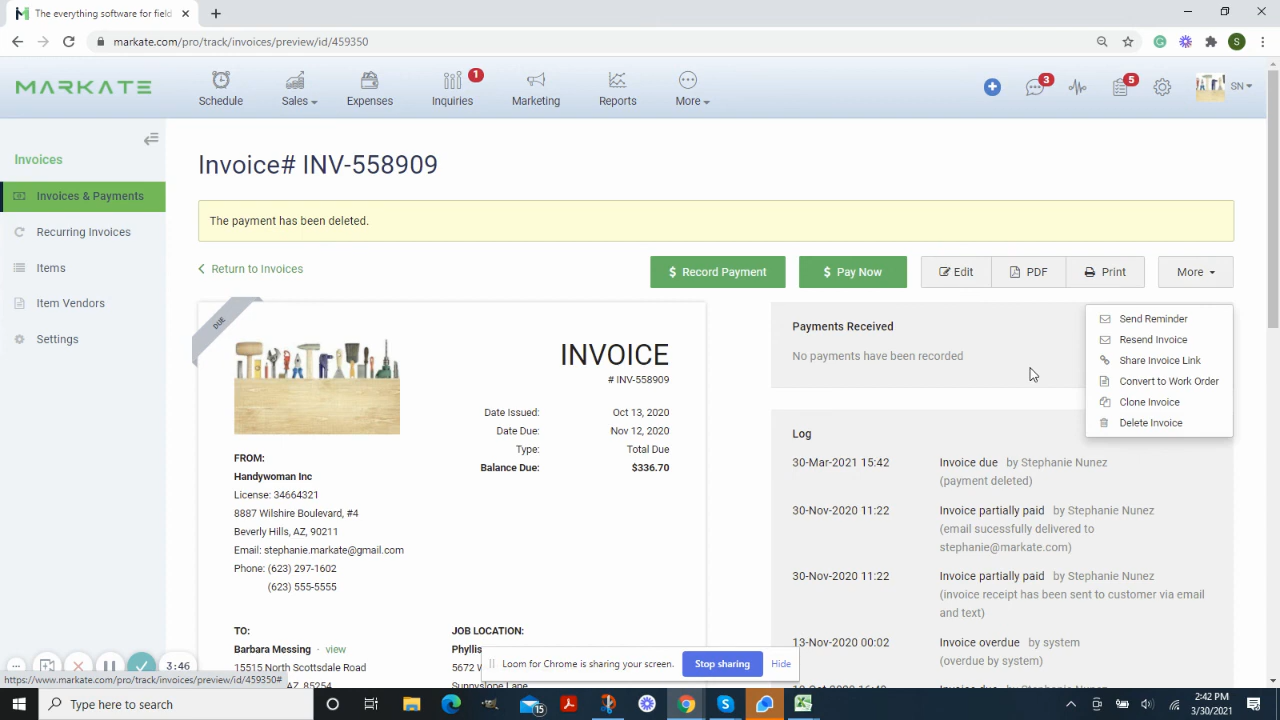 The everything software for field
markate.com/pro/track/invoices/preview/id/459350
S
MARKATE
Schedule
Sales
Expenses
Inquiries
1
Marketing
Reports
More
3
5
SN
Invoices
Invoices & Payments
Recurring Invoices
Items
Item Vendors
Settings
Invoice# INV-558909
The payment has been deleted.
Return to Invoices
$ Record Payment
$ Pay Now
Edit
PDF
Print
More
Send Reminder
Resend Invoice
Share Invoice Link
Convert to Work Order
Clone Invoice
Delete Invoice
DUE
INVOICE
# INV-558909
Date Issued: Oct 13, 2020
Date Due: Nov 12, 2020
Type: Total Due
Balance Due: $336.70
FROM:
Handywoman Inc
License: 34664321
8887 Wilshire Boulevard, #4
Beverly Hills, AZ, 90211
Email: stephanie.markate@gmail.com
Phone: (623) 297-1602
(623) 555-5555
TO:
Barbara Messing · view
15515 North Scottsdale Road
JOB LOCATION:
Phyllis
5672 W
Sunnyslope Lane
Payments Received
No payments have been recorded
Log
30-Mar-2021 15:42 Invoice due by Stephanie Nunez
(payment deleted)
30-Nov-2020 11:22 Invoice partially paid by Stephanie Nunez
(email sucessfully delivered to
stephanie@markate.com)
30-Nov-2020 11:22 Invoice partially paid by Stephanie Nunez
(invoice receipt has been sent to customer via email
and text)
13-Nov-2020 00:02 Invoice overdue by system
(overdue by system)
Loom for Chrome is sharing your screen.
Stop sharing
Hide
3:46
https://www.markate.com/pro/track/invoices/preview/id/459350#
Type here to search
15
2:42 PM
3/30/2021